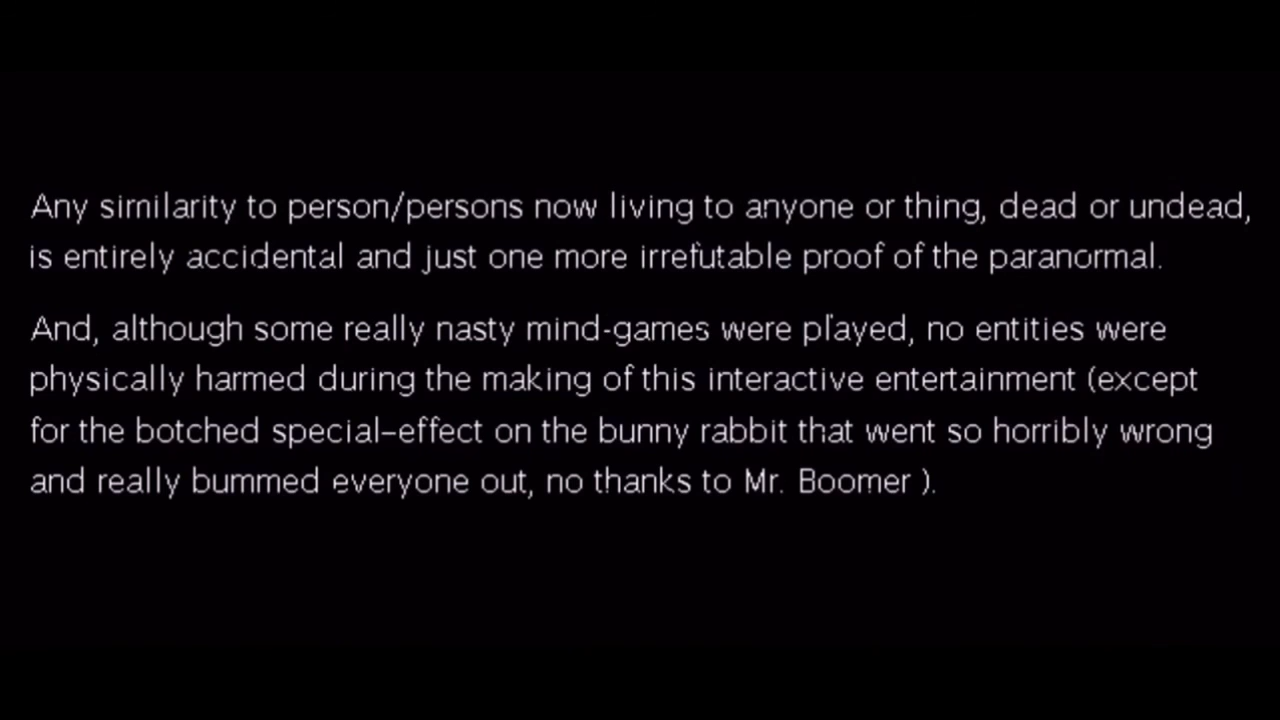 Any similarity to person/persons now living to anyone or thing, dead or undead,
is entirely accidental and just one more irrefutable proof of the paranormal.
And, although some really nasty mind-games were played, no entities were
physically harmed during the making of this interactive entertainment (except
for the botched special-effect on the bunny rabbit that went so horribly wrong
and really bummed everyone out, no thanks to Mr. Boomer ).